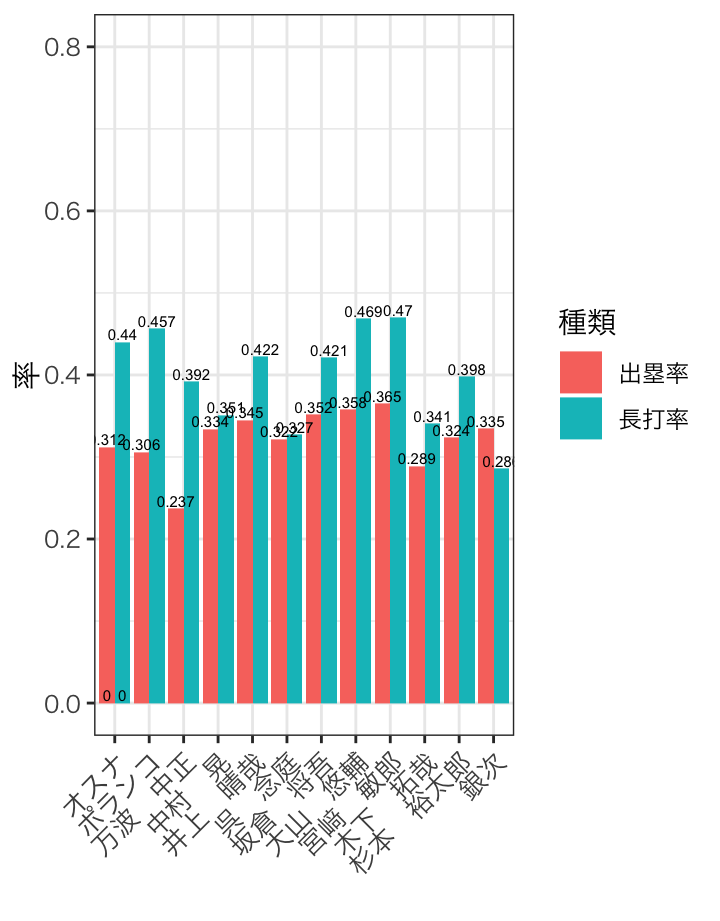 0.8
0.6
0.4
0.2
0.0
率
0.44
.312
0.457
0.306
0.392
0.237
0.351
0.334
0.422
0.345
0.327
0.322
0.421
0.352
0.469
0.358
0.47
0.365
0.341
0.289
0.398
0.324
0.335
0.28
0 0
オスナ
ポランコ
万波 中正
中村 晃
井上 晴哉
呉 念庭
坂倉 将吾
大山 悠輔
宮﨑 敏郎
木下 拓哉
杉本 裕太郎
銀次
種類
出塁率
長打率